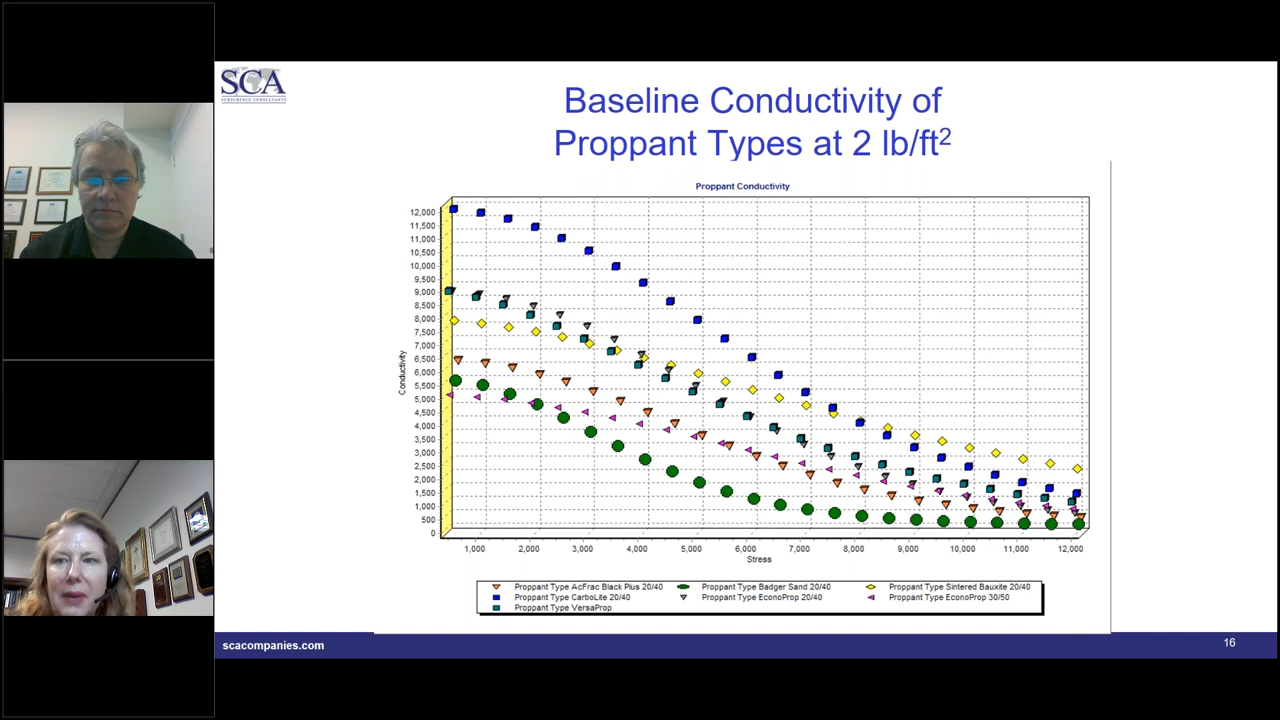 SCA
SUBSURFACE CONSULTANTS
Baseline Conductivity of
Proppant Types at 2 lb/ft²
Proppant Conductivity
12,000
11,500
11,000
10,500
10,000
9,500
9,000
8,500
8,000
7,500
7,000
6,500
6,000
5,500
5,000
4,500
4,000
3,500
3,000
2,500
2,000
1,500
1,000
500
0
Conductivity
1,000 2,000 3,000 4,000 5,000 6,000 7,000 8,000 9,000 10,000 11,000 12,000
Stress
Proppant Type AcFrac Black Plus 20/40 Proppant Type Badger Sand 20/40 Proppant Type Sintered Bauxite 20/40
Proppant Type CarboLite 20/40 Proppant Type EconoProp 20/40 Proppant Type EconoProp 30/50
Proppant Type VersaProp
scacompanies.com
16